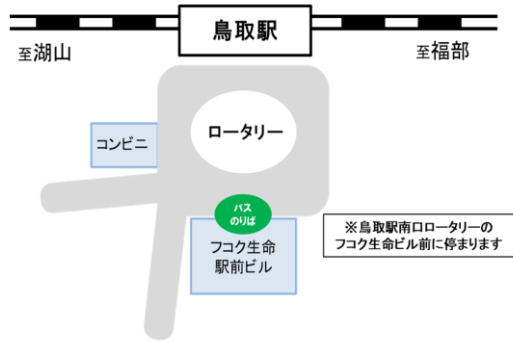 鳥取駅
至湖山
至福部
ロータリー
コンビニ
バス
のりば
フコク生命
駅前ビル
※鳥取駅南口ロータリーの
フコク生命ビル前に停まります